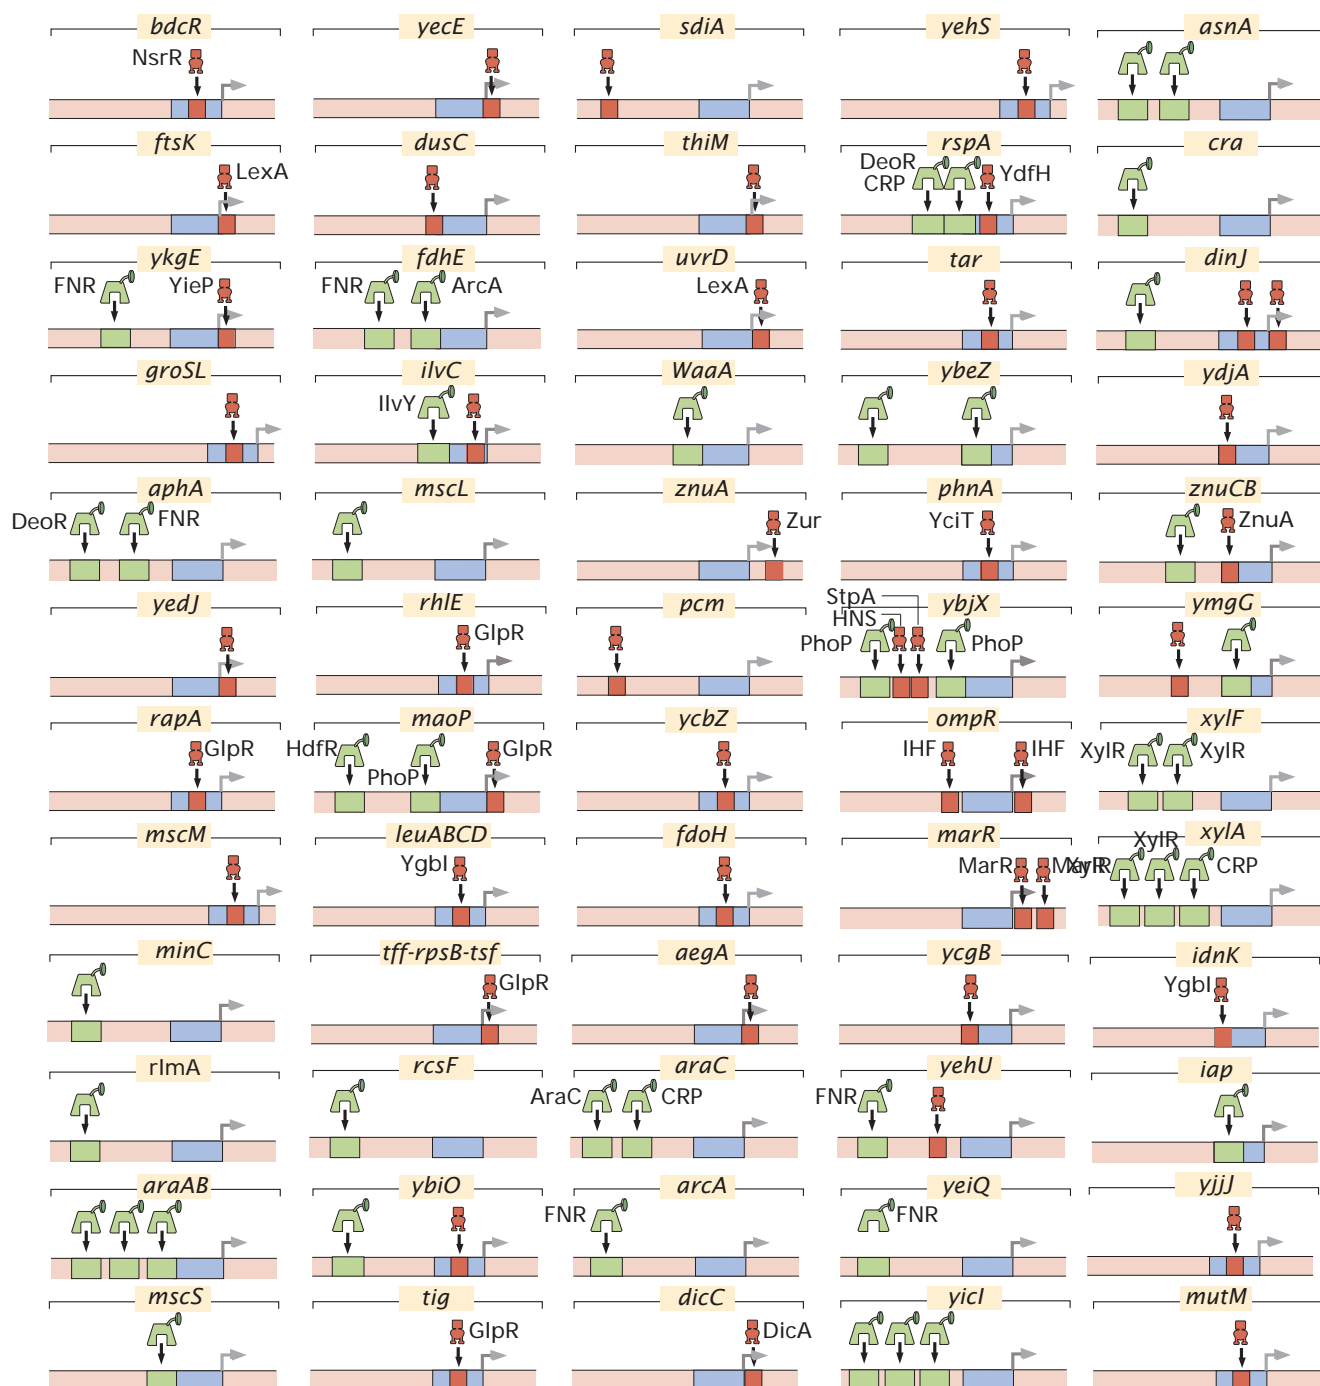 bdcR yecE sdiA yehS asnA
NsrR
ftsK dusC thiM rspA cra
LexA DeoR CRP YdfH
ykgE fdhE uvrD tar dinJ
FNR YieP FNR ArcA LexA
groSL ilvC WaaA ybeZ ydjA
IlvY
aphA mscL znuA phnA znuCB
DeoR FNR Zur YciT ZnuA
yedJ rhlE pcm ybjX ymgG
StpA
GlpR HNS
PhoP PhoP
rapA maoP ycbZ ompR xylF
GlpR HdfR GlpR IHF IHF XylR XylR
PhoP
mscM leuABCD fdoH marR xylA
XylR
YgbI MarR MarR XylR CRP
minC tff-rpsB-tsf aegA ycgB idnK
GlpR YgbI
rlmA rcsF araC yehU iap
AraC CRP FNR
araAB ybiO arcA yeiQ yjjJ
FNR FNR
mscS tig dicC yicI mutM
GlpR DicA